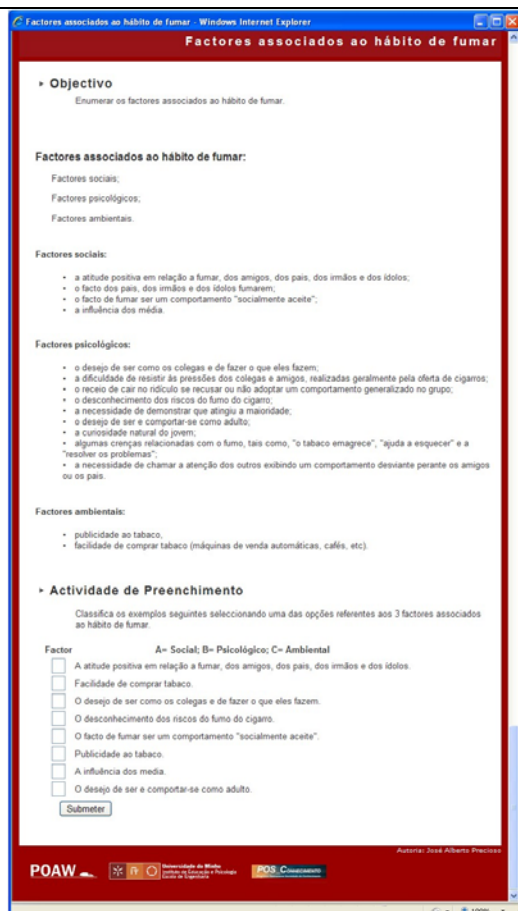 Factores associados ao hábito de fumar - Windows Internet Explorer
Factores associados ao hábito de fumar
Objectivo
Enumerar os factores associados ao hábito de fumar.
Factores associados ao hábito de fumar:
Factores sociais;
Factores psicológicos;
Factores ambientais.
Factores sociais:
• a atitude positiva em relação a fumar, dos amigos, dos pais, dos irmãos e dos ídolos;
• o facto dos pais, dos irmãos e dos ídolos fumarem;
• o facto de fumar ser um comportamento "socialmente aceite";
• a influência dos média.
Factores psicológicos:
• o desejo de ser como os colegas e de fazer o que eles fazem;
• a dificuldade de resistir às pressões dos colegas e amigos, realizadas geralmente pela oferta de cigarros;
• o receio de cair no ridículo se recusar ou não adoptar um comportamento generalizado no grupo;
• o desconhecimento dos riscos do fumo do cigarro;
• a necessidade de demonstrar que atingiu a maioridade;
• o desejo de ser e comportar-se como adulto;
• a curiosidade natural do jovem;
• algumas crenças relacionadas com o fumo, tais como, "o tabaco emagrece", "ajuda a esquecer" e a
"resolver os problemas";
• a necessidade de chamar a atenção dos outros exibindo um comportamento desviante perante os amigos
ou os pais.
Factores ambientais:
• publicidade ao tabaco,
• facilidade de comprar tabaco (máquinas de venda automáticas, cafés, etc).
Actividade de Preenchimento
Classifica os exemplos seguintes seleccionando uma das opções referentes aos 3 factores associados
ao hábito de fumar.
Factor A= Social; B= Psicológico; C= Ambiental
A atitude positiva em relação a fumar, dos amigos, dos pais, dos irmãos e dos ídolos.
Facilidade de comprar tabaco.
O desejo de ser como os colegas e de fazer o que eles fazem.
O desconhecimento dos riscos do fumo do cigarro.
O facto de fumar ser um comportamento "socialmente aceite".
Publicidade ao tabaco.
A influência dos media.
O desejo de ser e comportar-se como adulto.
Submeter
Autoria: José Alberto Precioso
POAW
Universidade do Minho
Instituto de Educação e Psicologia
Escola de Engenharia
POS_Conhecimento
100%